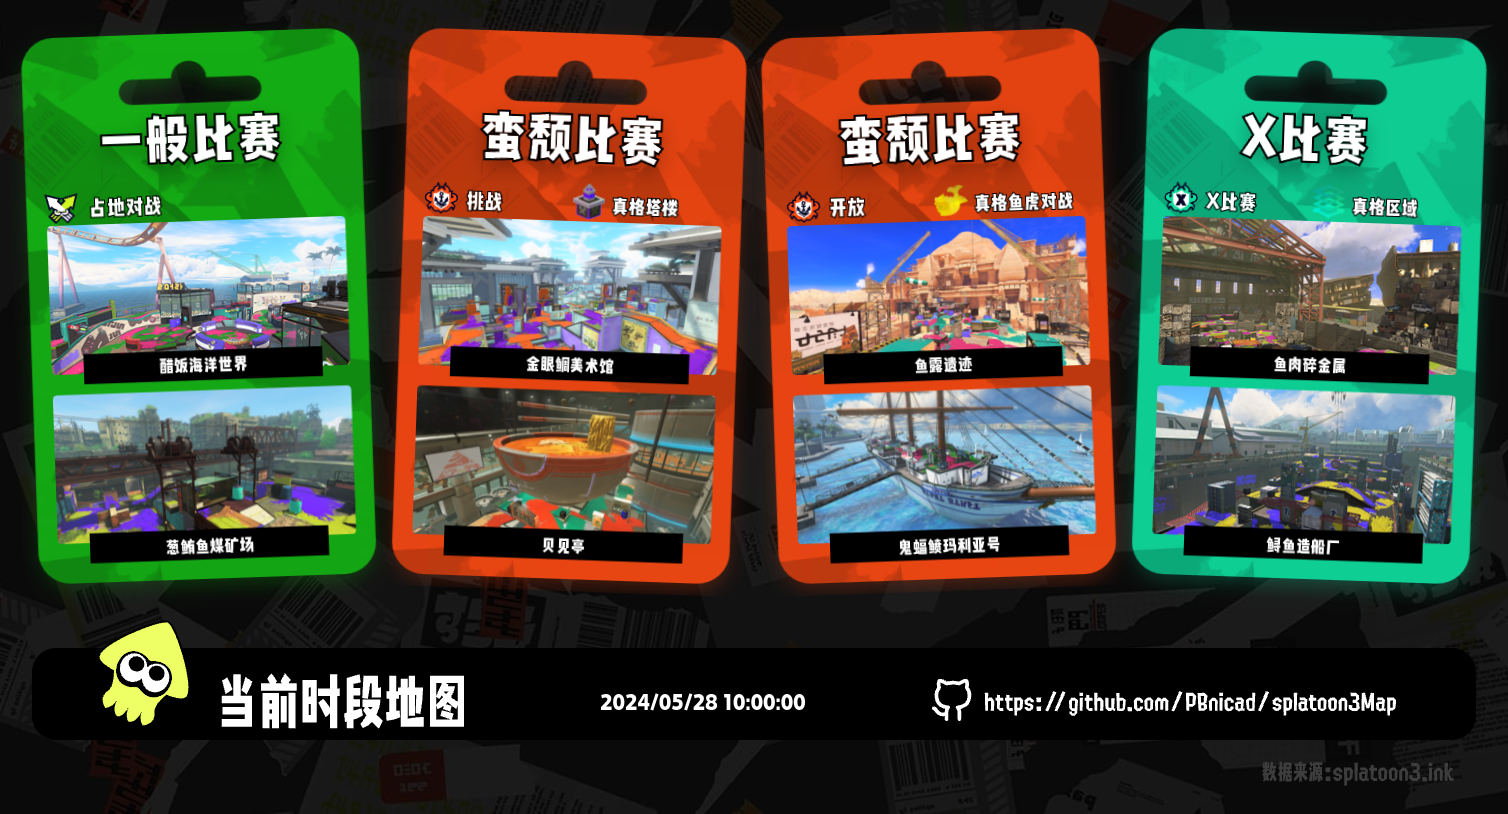 一般比赛
占地对战
醋饭海洋世界
葱鲔鱼煤矿场
蛮颓比赛
挑战
真格塔楼
金眼鲷美术馆
贝见亭
蛮颓比赛
开放
真格鱼虎对战
鱼露遗迹
鬼蝠鲼玛利亚号
X比赛
X比赛
真格区域
鱼肉碎金属
鲟鱼造船厂
当前时段地图
2024/05/28 10:00:00
https://github.com/PBnicad/splatoon3Map
数据来源:splatoon3.ink